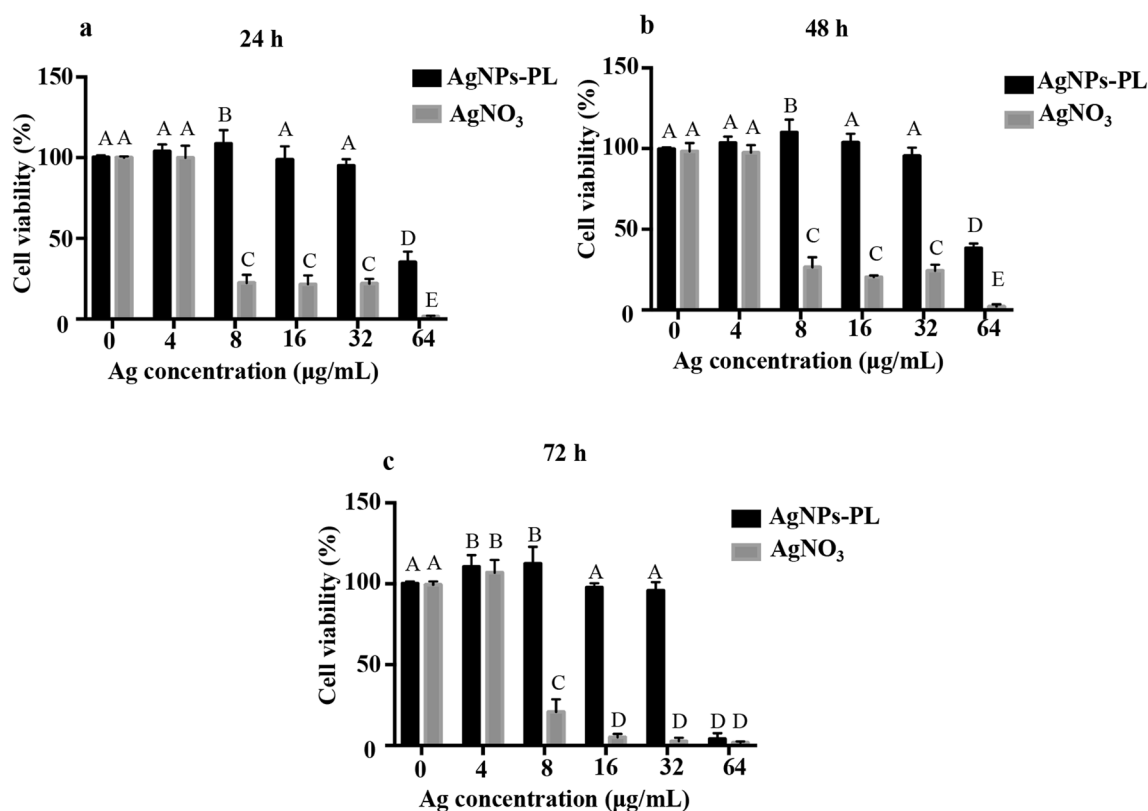 a
24 h
AgNPs-PL
AgNO₃
Cell viability (%)
150
100
50
0
A A A A B C A C A C D E
0 4 8 16 32 64
Ag concentration (µg/mL)
b
48 h
AgNPs-PL
AgNO₃
Cell viability (%)
150
100
50
0
A A A A B C A C A C D E
0 4 8 16 32 64
Ag concentration (µg/mL)
c
72 h
AgNPs-PL
AgNO₃
Cell viability (%)
150
100
50
0
A A B B B C A D A D D D
0 4 8 16 32 64
Ag concentration (µg/mL)